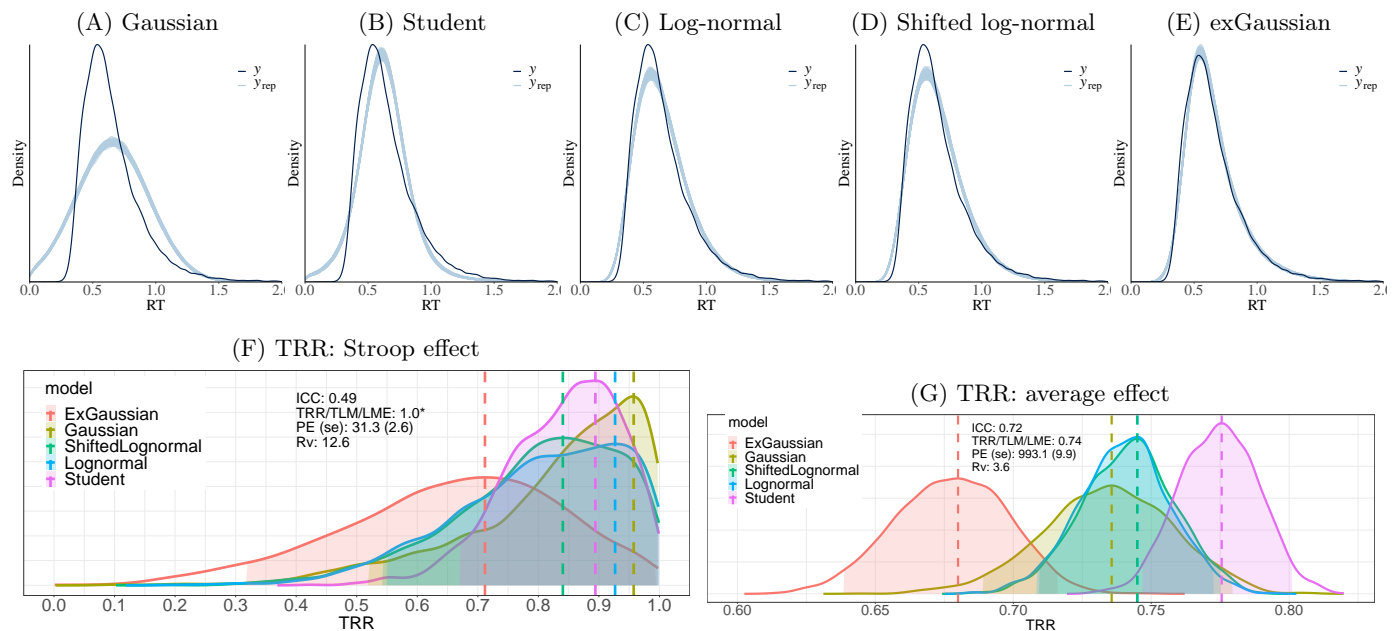 (A) Gaussian
(B) Student
(C) Log-normal
(D) Shifted log-normal
(E) exGaussian
Density
y
y rep
0.0 0.5 1.0 1.5 2.0
RT
Density
y
y rep
0.0 0.5 1.0 1.5 2.0
RT
Density
y
y rep
0.0 0.5 1.0 1.5 2.0
RT
Density
y
y rep
0.0 0.5 1.0 1.5 2.0
RT
Density
y
y rep
0.0 0.5 1.0 1.5 2.0
RT
(F) TRR: Stroop effect
model
ExGaussian
Gaussian
ShiftedLognormal
Lognormal
Student
ICC: 0.49
TRR/TLM/LME: 1.0*
PE (se): 31.3 (2.6)
Rv: 12.6
0.0 0.1 0.2 0.3 0.4 0.5 0.6 0.7 0.8 0.9 1.0
TRR
(G) TRR: average effect
model
ExGaussian
Gaussian
ShiftedLognormal
Lognormal
Student
ICC: 0.72
TRR/TLM/LME: 0.74
PE (se): 993.1 (9.9)
Rv: 3.6
0.60 0.65 0.70 0.75 0.80
TRR